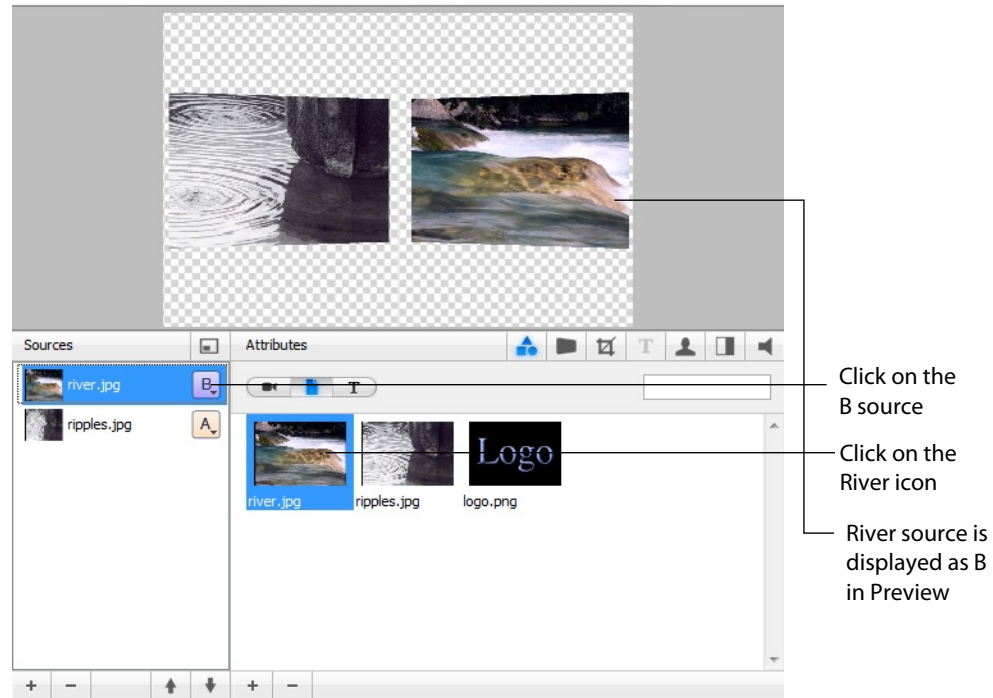 Sources
Attributes
T
river.jpg
B
T
ripples.jpg
A
Logo
river.jpg
ripples.jpg
logo.png
Click on the
B source
Click on the
River icon
River source is
displayed as B
in Preview